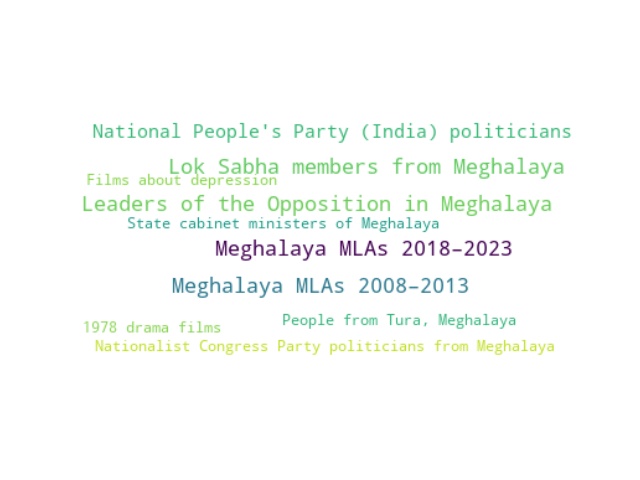 National People's Party (India) politicians
Lok Sabha members from Meghalaya
Films about depression
Leaders of the Opposition in Meghalaya
State cabinet ministers of Meghalaya
Meghalaya MLAs 2018–2023
Meghalaya MLAs 2008–2013
People from Tura, Meghalaya
1978 drama films
Nationalist Congress Party politicians from Meghalaya